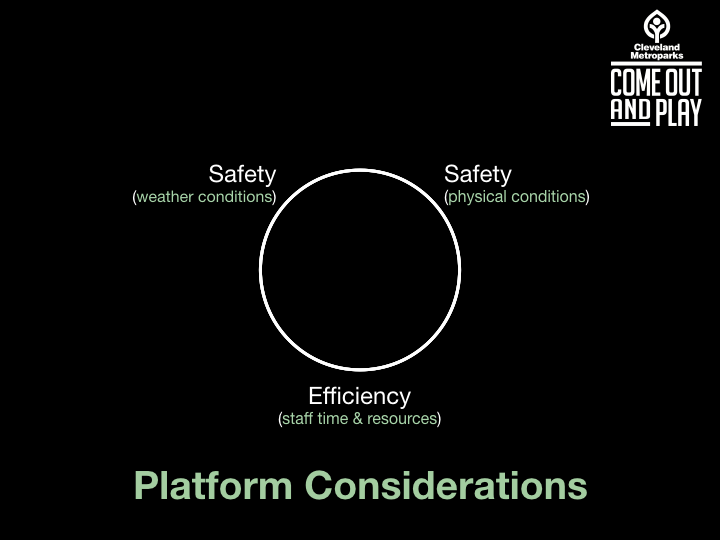 Cleveland
Metroparks
COME OUT
AND PLAY
Safety
(weather conditions)
Safety
(physical conditions)
Efficiency
(staff time & resources)
Platform Considerations